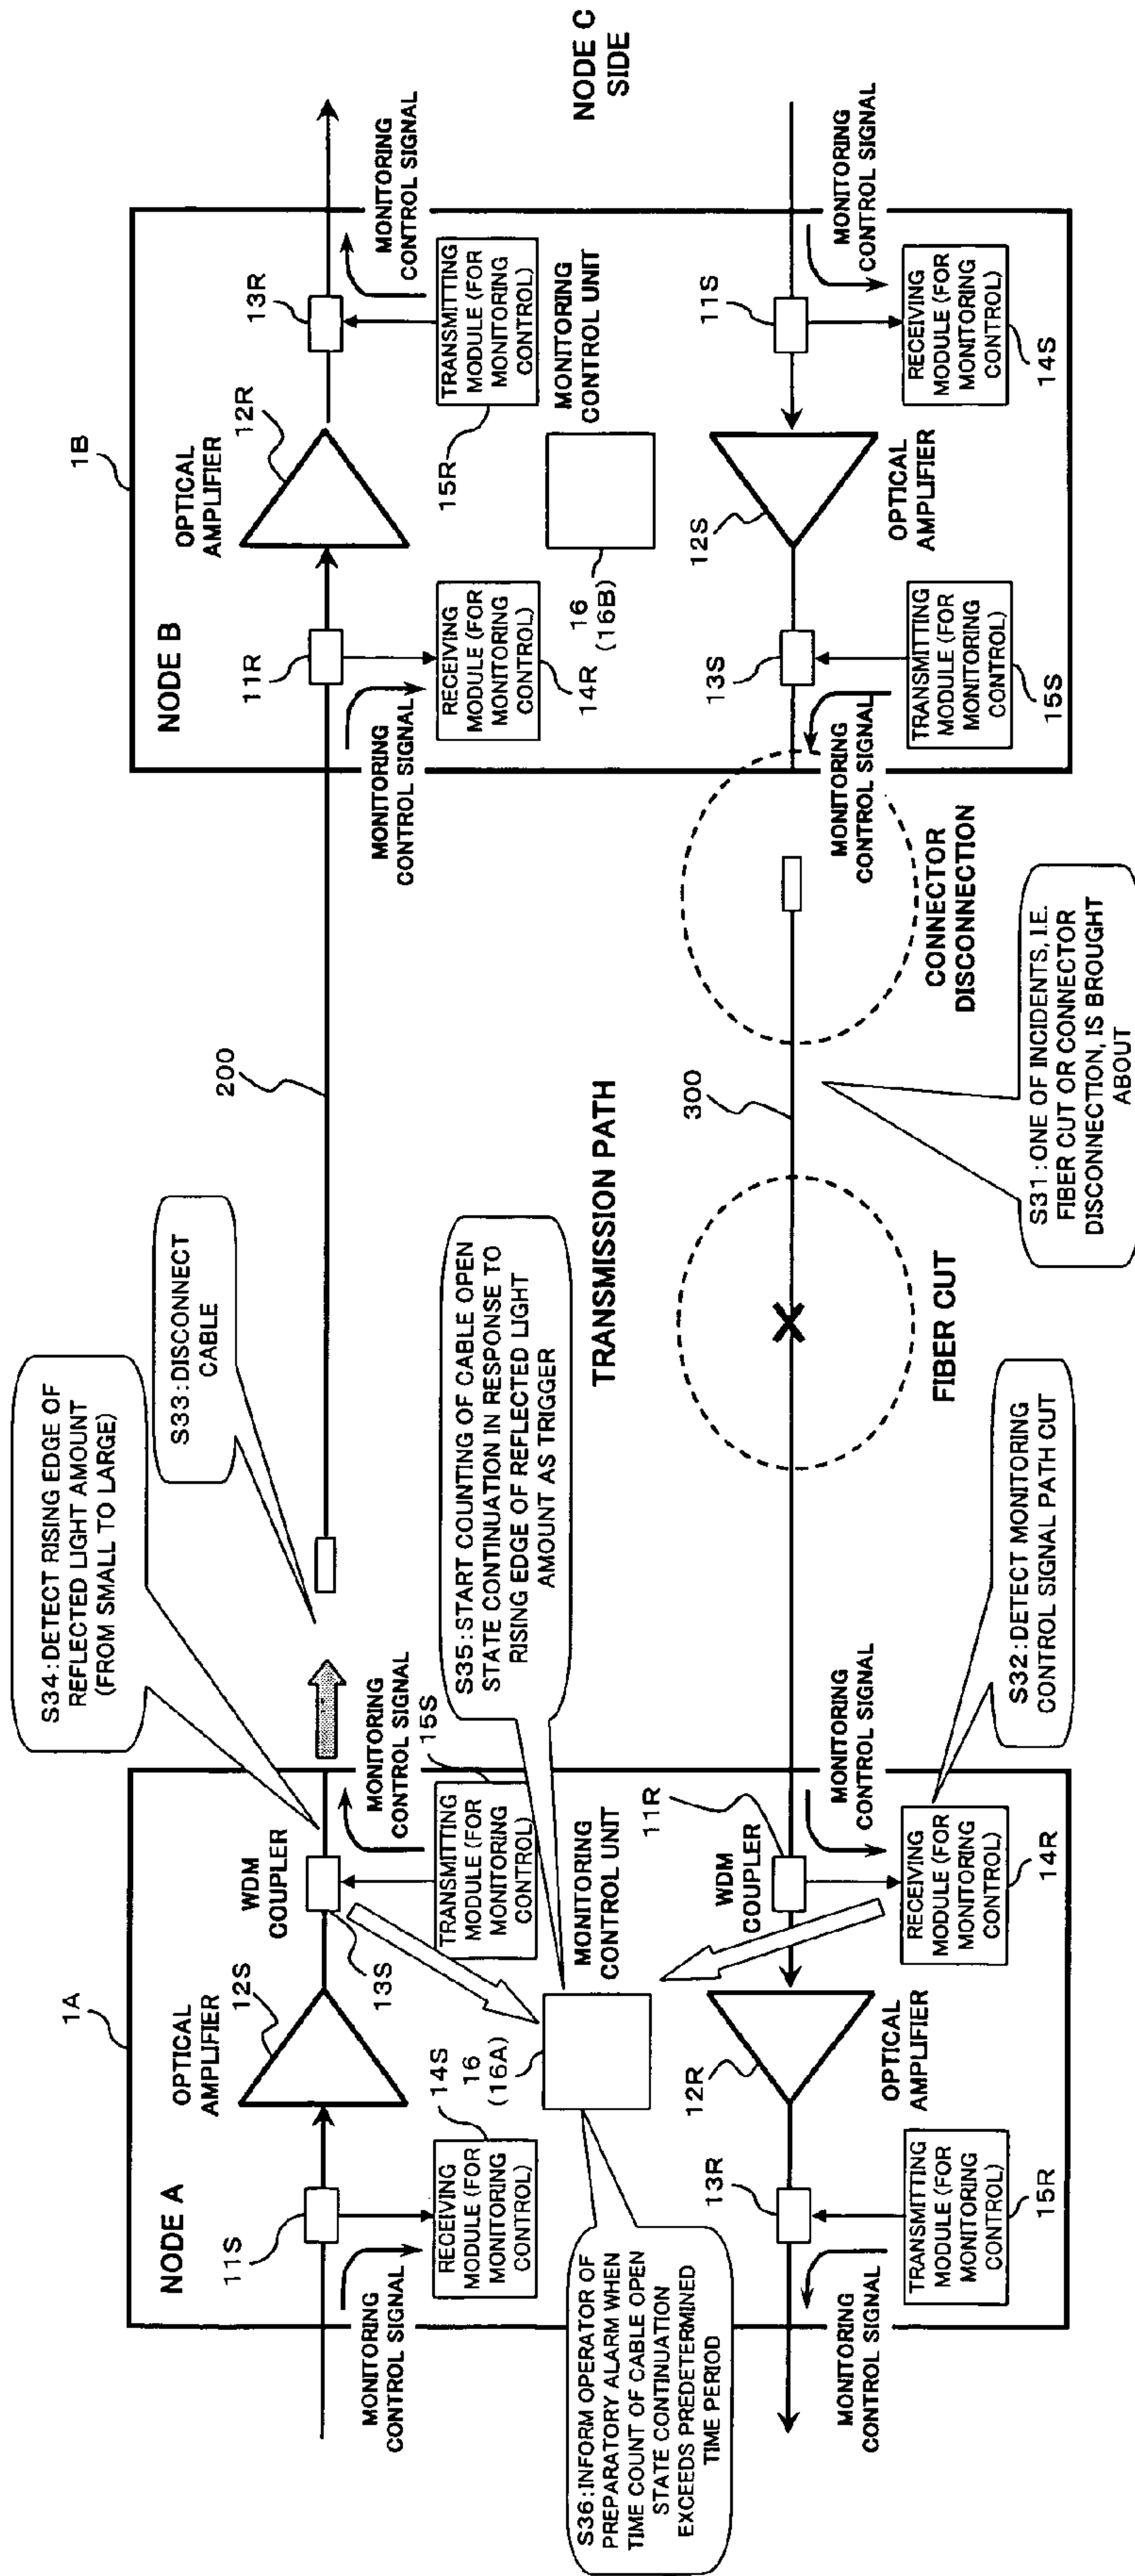 1A
NODE A
11S
OPTICAL
AMPLIFIER
12S
WDM
COUPLER
13S
MONITORING
CONTROL SIGNAL
RECEIVING
MODULE (FOR
MONITORING
CONTROL)
14S
16
(16A)
MONITORING
CONTROL UNIT
TRANSMITTING
MODULE (FOR
MONITORING
CONTROL)
15S
MONITORING
CONTROL SIGNAL
S34:DETECT RISING EDGE OF
REFLECTED LIGHT AMOUNT
(FROM SMALL TO LARGE)
S33:DISCONNECT
CABLE
S35:START COUNTING OF CABLE OPEN
STATE CONTINUATION IN RESPONSE TO
RISING EDGE OF REFLECTED LIGHT
AMOUNT AS TRIGGER
S36:INFORM OPERATOR OF
PREPARATORY ALARM WHEN
TIME COUNT OF CABLE OPEN
STATE CONTINUATION
EXCEEDS PREDETERMINED
TIME PERIOD
13R
12R
OPTICAL
AMPLIFIER
WDM
COUPLER
11R
MONITORING
CONTROL SIGNAL
TRANSMITTING
MODULE (FOR
MONITORING
CONTROL)
15R
RECEIVING
MODULE (FOR
MONITORING
CONTROL)
14R
MONITORING
CONTROL SIGNAL
S32:DETECT MONITORING
CONTROL SIGNAL PATH CUT
200
TRANSMISSION PATH
300
FIBER CUT
CONNECTOR
DISCONNECTION
S31:ONE OF INCIDENTS, I.E.
FIBER CUT OR CONNECTOR
DISCONNECTION, IS BROUGHT
ABOUT
1B
NODE B
11R
OPTICAL
AMPLIFIER
12R
13R
MONITORING
CONTROL SIGNAL
RECEIVING
MODULE (FOR
MONITORING
CONTROL)
14R
TRANSMITTING
MODULE (FOR
MONITORING
CONTROL)
15R
MONITORING
CONTROL SIGNAL
16
(16B)
MONITORING
CONTROL UNIT
13S
12S
OPTICAL
AMPLIFIER
11S
MONITORING
CONTROL SIGNAL
TRANSMITTING
MODULE (FOR
MONITORING
CONTROL)
15S
RECEIVING
MODULE (FOR
MONITORING
CONTROL)
14S
MONITORING
CONTROL SIGNAL
NODE C
SIDE